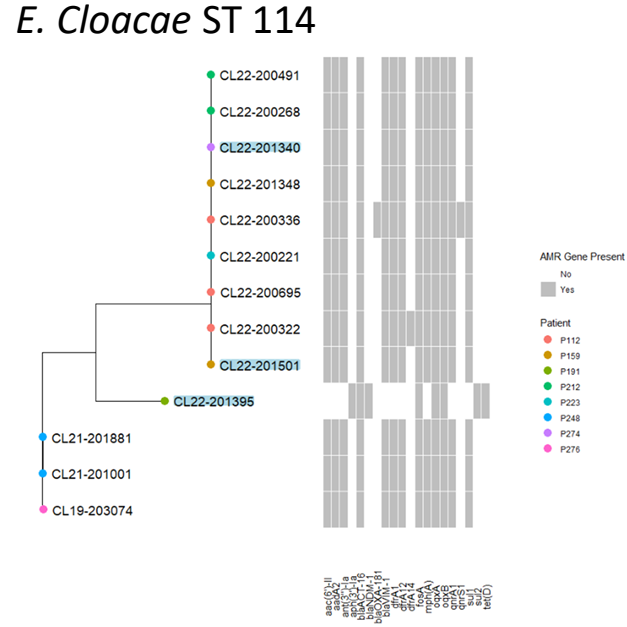 E. Cloacae ST 114
CL22-200491
CL22-200268
CL22-201340
CL22-201348
CL22-200336
CL22-200221
CL22-200695
CL22-200322
CL22-201501
CL22-201395
CL21-201881
CL21-201001
CL19-203074
AMR Gene Present
No
Yes
Patient
P112
P159
P191
P212
P223
P248
P274
P276
aac(6')-II
aadA2
ant(3'')-Ia
aph(3')-Ia
blaACT-16
blaNDM-1
blaOXA-181
blaVIM-1
dfrA1
dfrA12
dfrA14
fosA
mph(A)
oqxA
oqxB
qnrA1
qnrS1
sul1
sul2
tet(D)